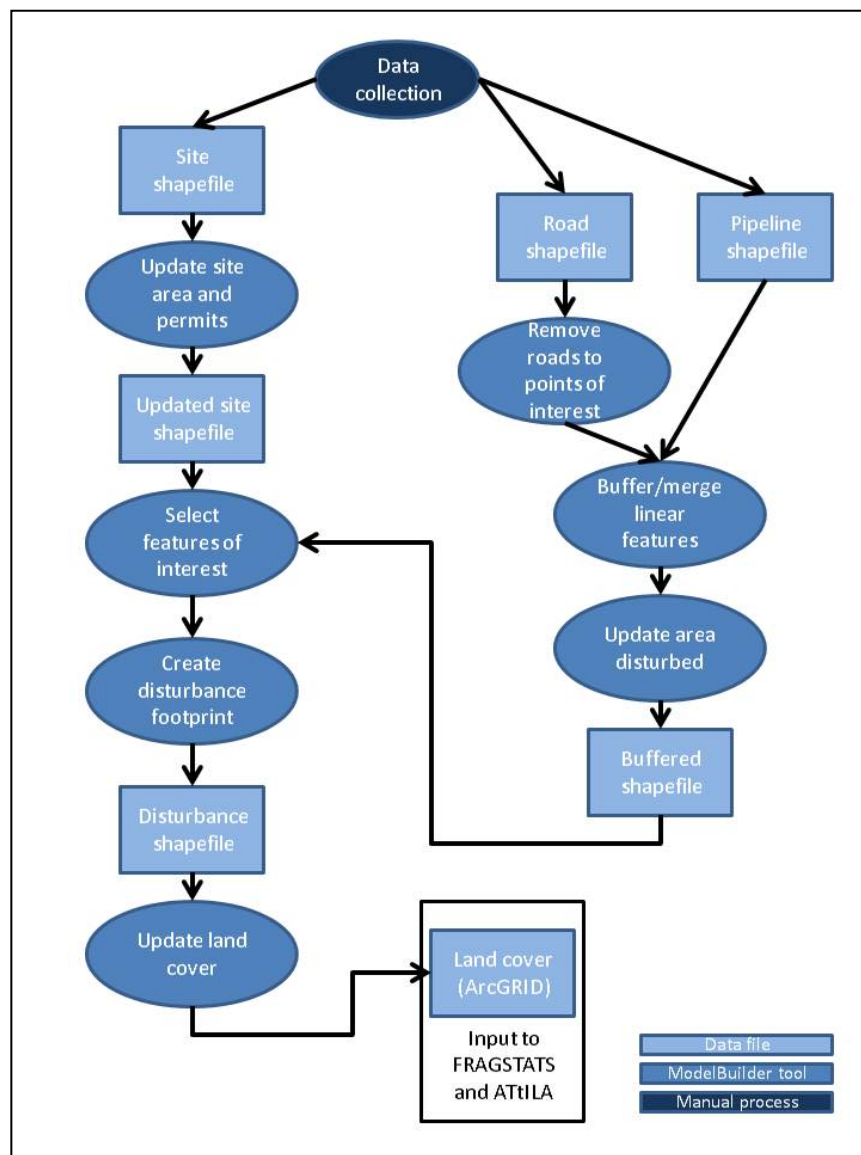 Data
collection
Site
shapefile
Road
shapefile
Pipeline
shapefile
Update site
area and
permits
Remove
roads to
points of
interest
Updated site
shapefile
Buffer/merge
linear
features
Select
features of
interest
Update area
disturbed
Create
disturbance
footprint
Buffered
shapefile
Disturbance
shapefile
Update land
cover
Land cover
(ArcGRID)
Input to
FRAGSTATS
and ATtILA
Data file
ModelBuilder tool
Manual process